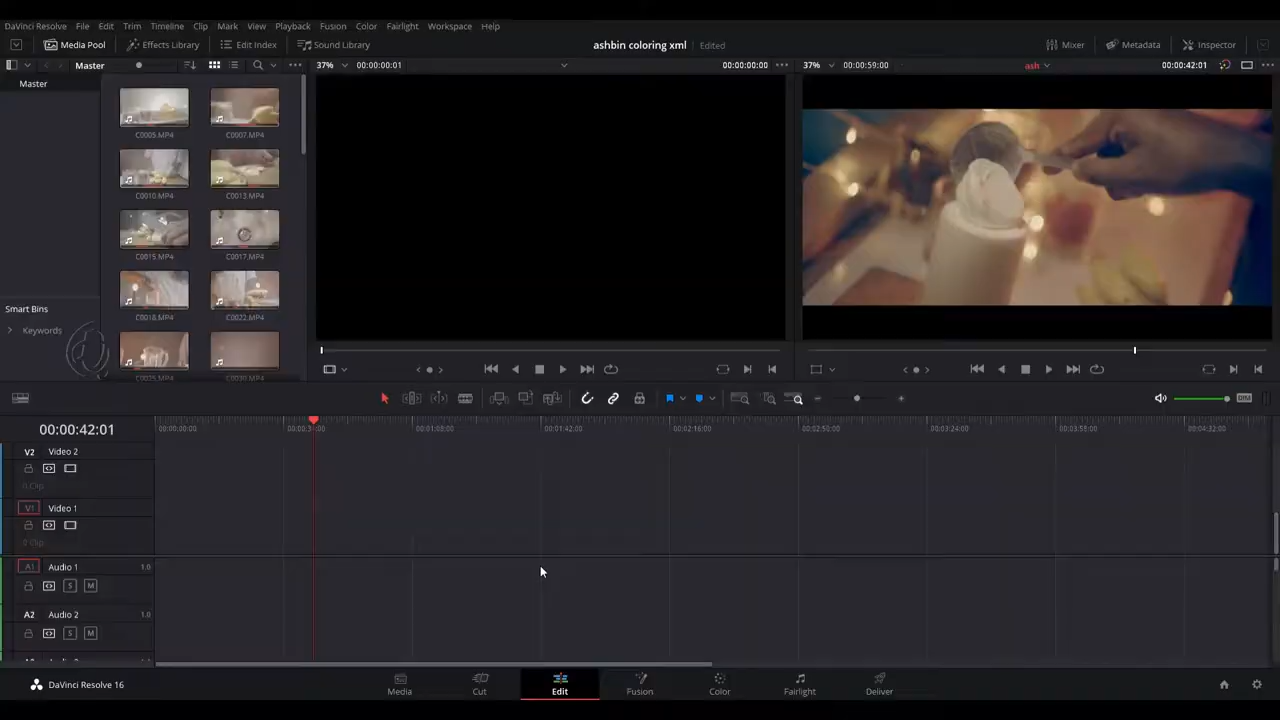 DaVinci Resolve File Edit Trim Timeline Clip Mark View Playback Fusion Color Fairlight Workspace Help
Media Pool Effects Library Edit Index Sound Library ashbin coloring xml Edited Mixer Metadata Inspector
Master 37% 00:00:00:01 00:00:00:00 37% 00:00:59:00 ash 00:00:42:01
Master
C0005.MP4 C0007.MP4
C0010.MP4 C0013.MP4
C0015.MP4 C0017.MP4
Smart Bins
C0018.MP4 C0022.MP4
Keywords
C0025.MP4 C0030.MP4
DIM
00:00:42:01
00:00:00:00 00:01:08:00 00:01:42:00 00:02:16:00 00:02:50:00 00:03:24:00 00:03:58:00 00:04:32:00
V2 Video 2
0 Clip
V1 Video 1
0 Clip
A1 Audio 1 1.0
S M
A2 Audio 2 1.0
S M
DaVinci Resolve 16 Media Cut Edit Fusion Color Fairlight Deliver